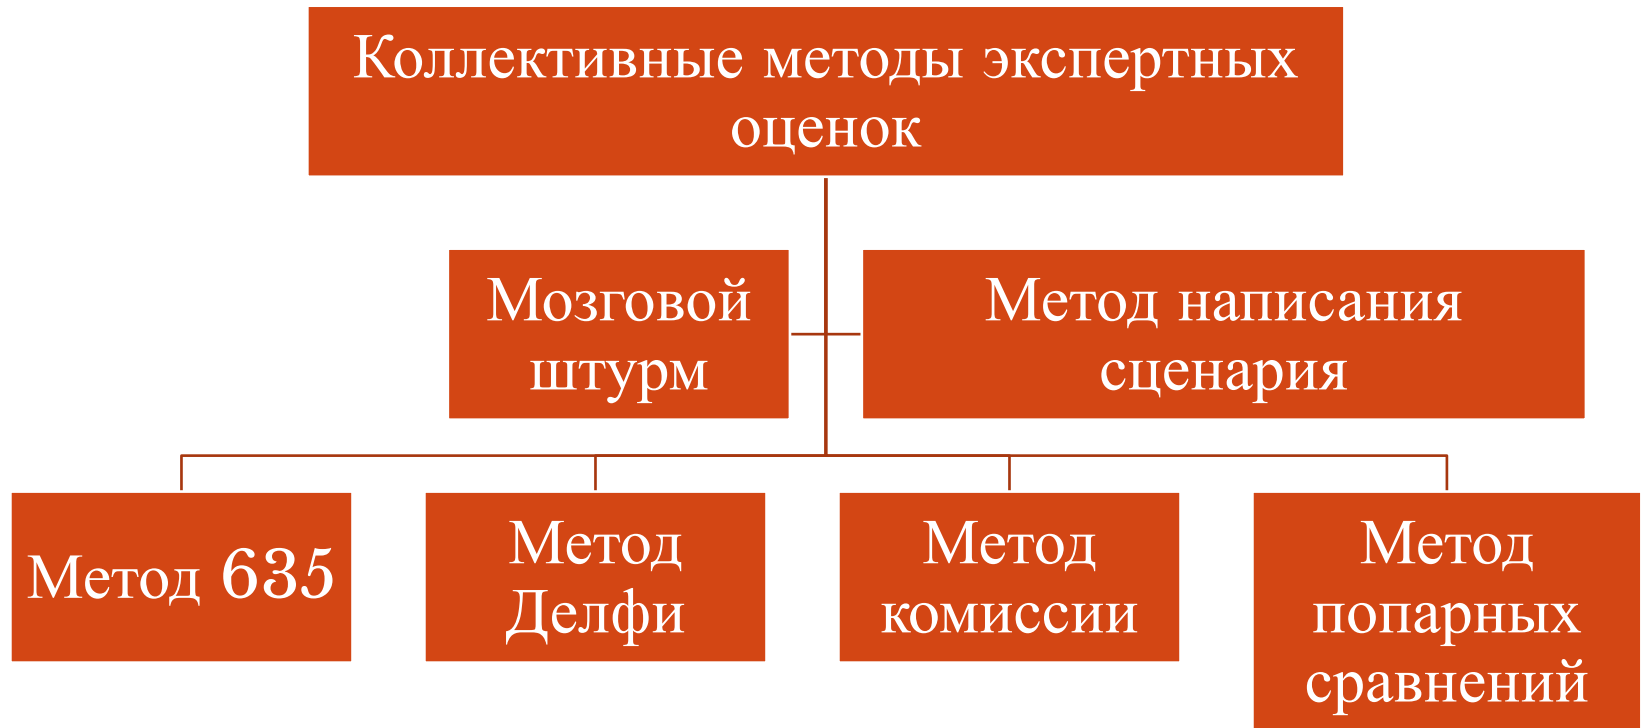 Коллективные методы экспертных
оценок
Мозговой
штурм
Метод написания
сценария
Метод 635
Метод
Делфи
Метод
комиссии
Метод
попарных
сравнений